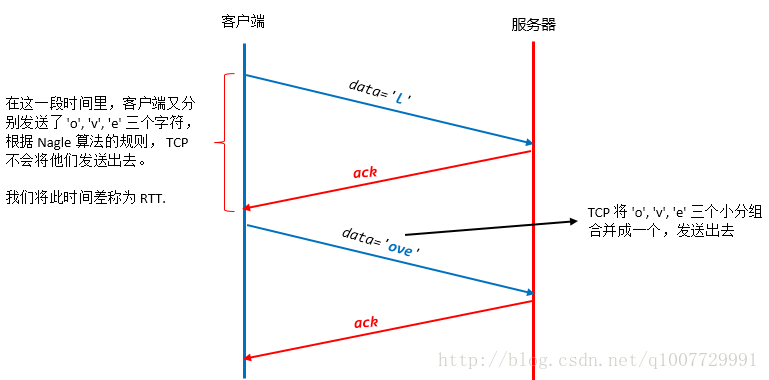 客户端
服务器
data='L'
在这一段时间里，客户端又分
别发送了 'o', 'v', 'e' 三个字符，
根据 Nagle 算法的规则， TCP
不会将他们发送出去。
我们将此时间差称为 RTT.
ack
TCP 将 'o', 'v', 'e' 三个小分组
合并成一个，发送出去
data='ove'
ack
http://blog.csdn.net/q1007729991